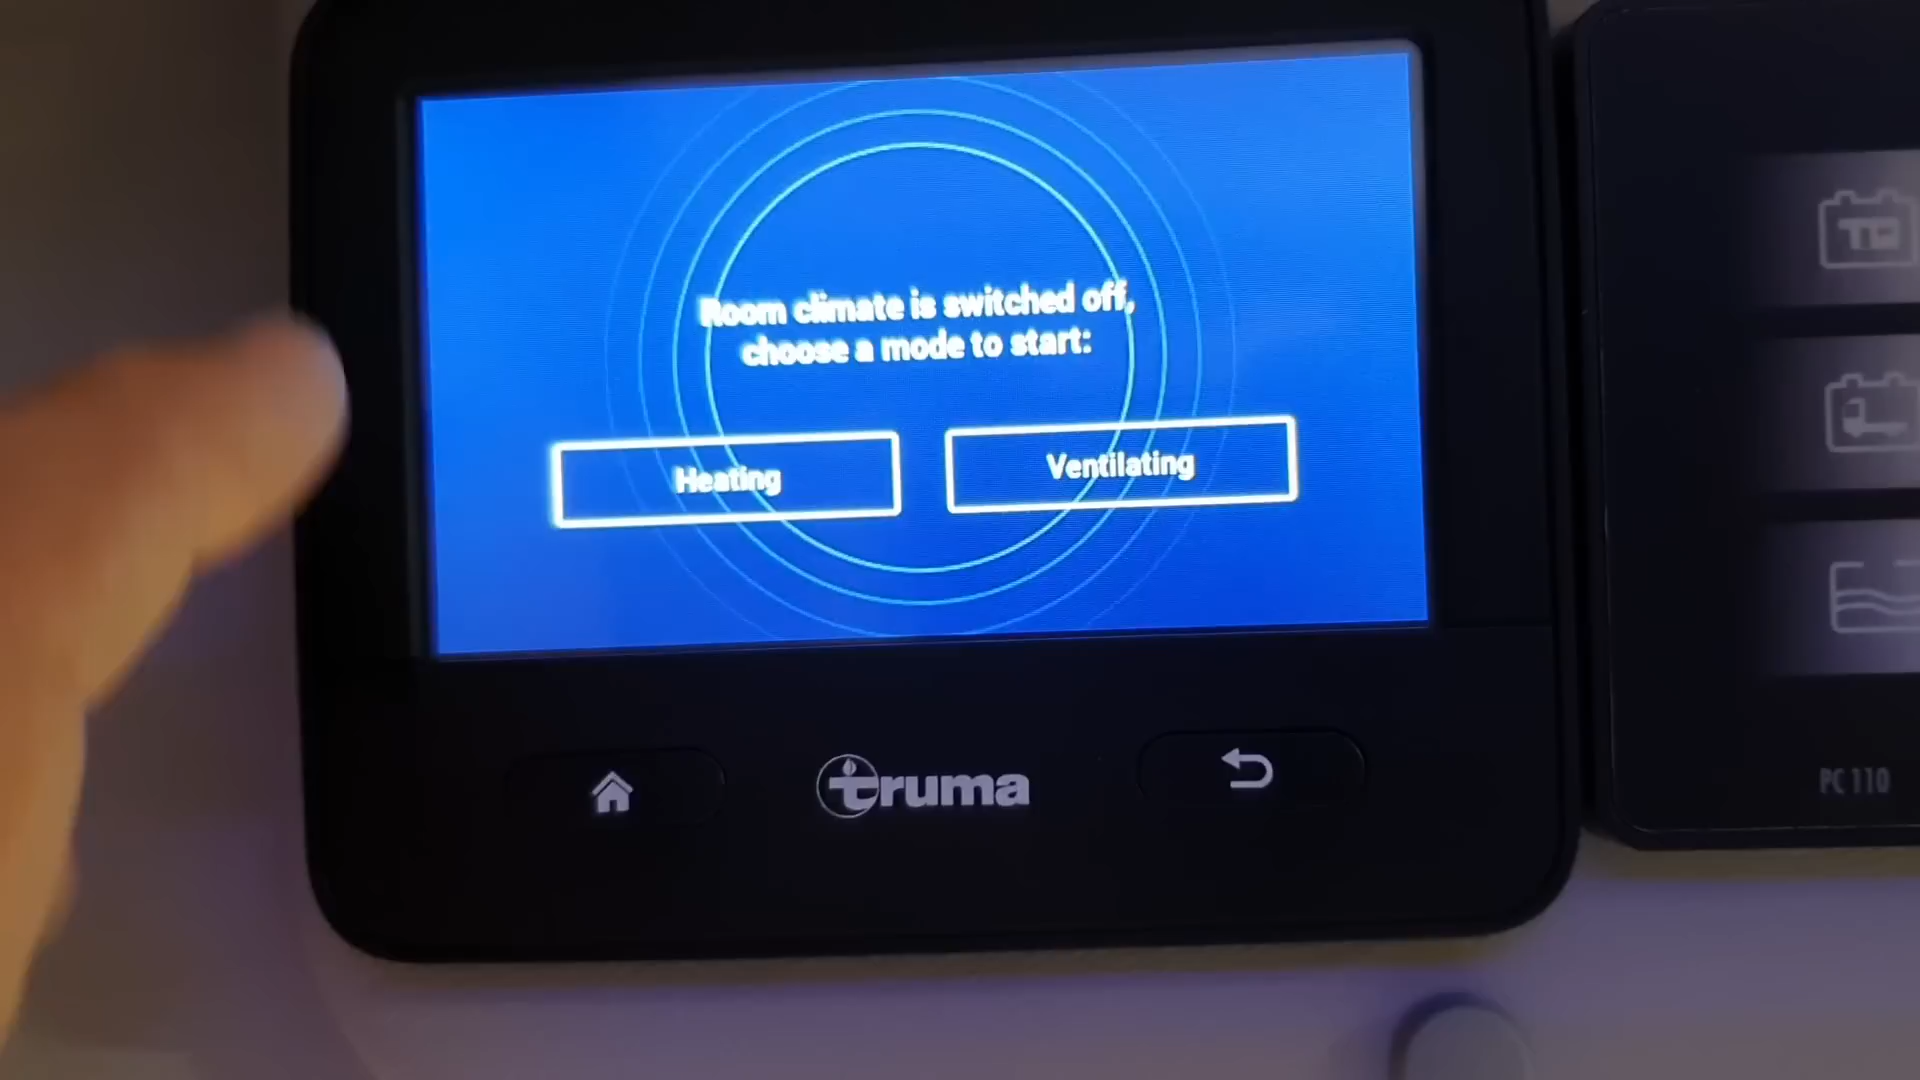 Room climate is switched off,
choose a mode to start:
Heating
Ventilating
truma
PC 110